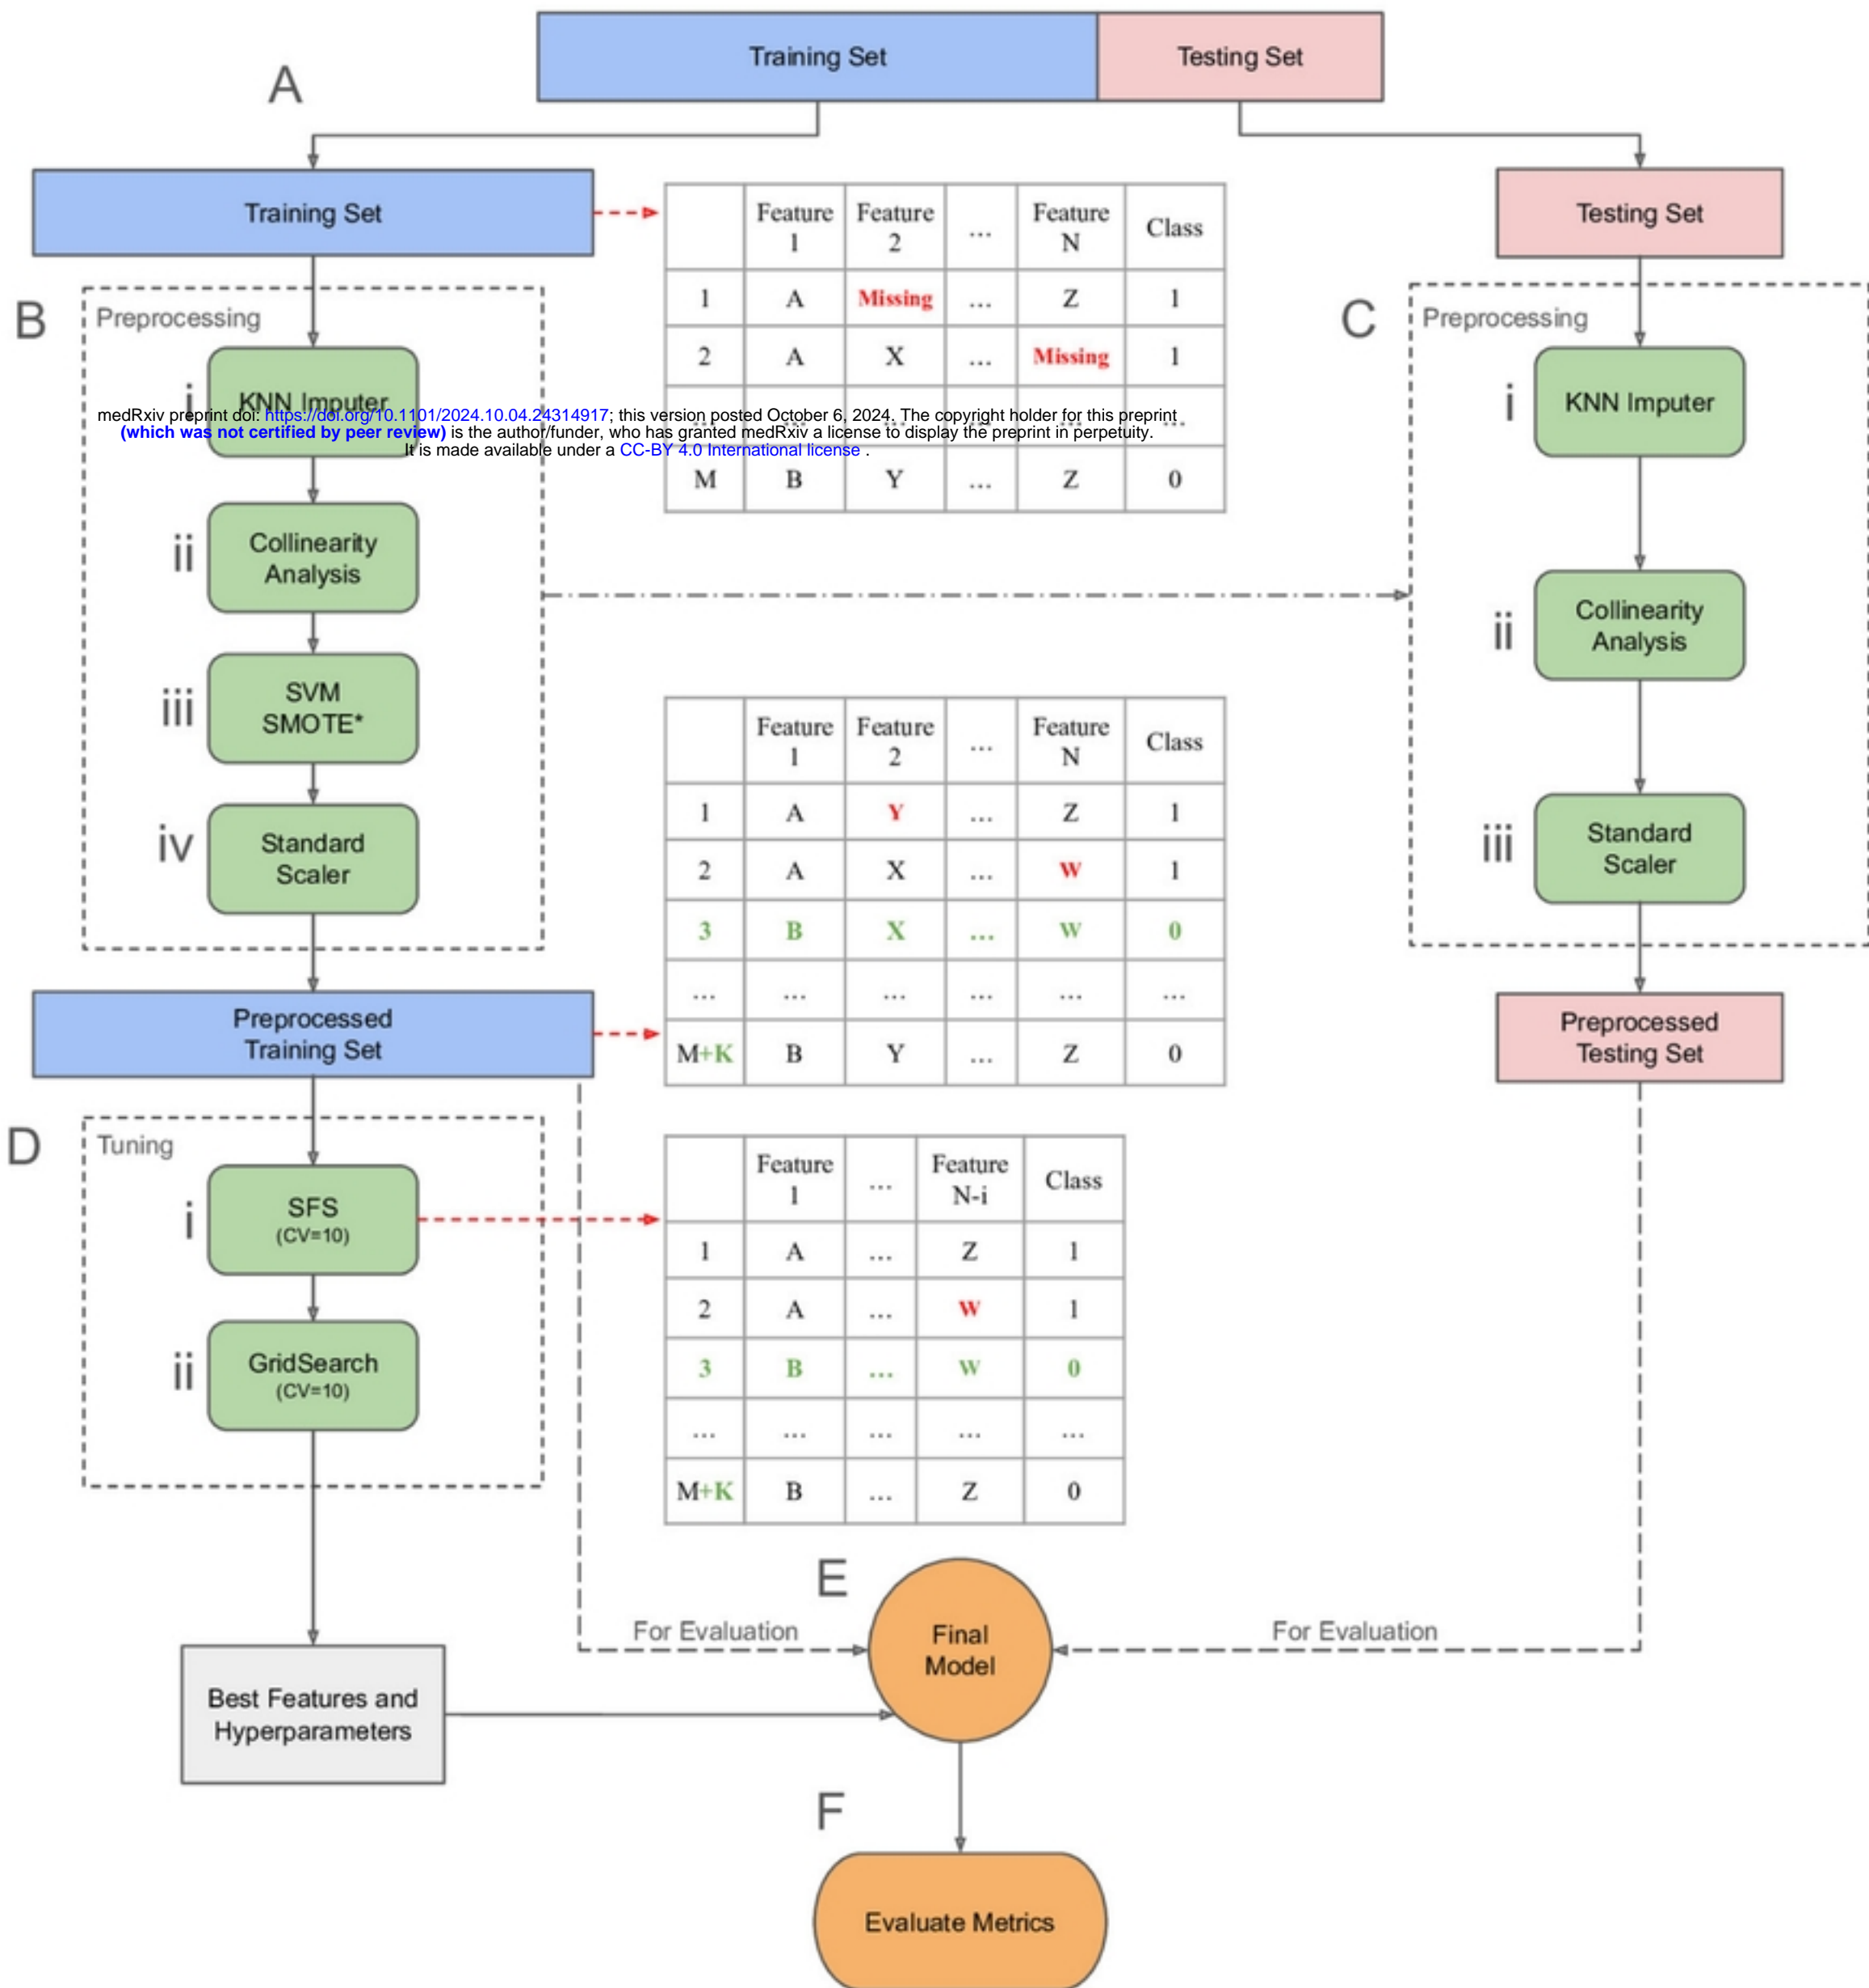 Training Set
Testing Set
A
Training Set
Testing Set
Feature 1 Feature 2 ... Feature N Class
1 A Missing ... Z 1
2 A X ... Missing 1
... ... ... ... ... ...
M B Y ... Z 0
B
Preprocessing
i
KNN Imputer
medRxiv preprint doi: https://doi.org/10.1101/2024.10.04.24314917; this version posted October 6, 2024. The copyright holder for this preprint
(which was not certified by peer review) is the author/funder, who has granted medRxiv a license to display the preprint in perpetuity.
It is made available under a CC-BY 4.0 International license .
ii
Collinearity
Analysis
iii
SVM
SMOTE*
iv
Standard
Scaler
C
Preprocessing
i
KNN Imputer
ii
Collinearity
Analysis
iii
Standard
Scaler
Feature 1 Feature 2 ... Feature N Class
1 A Y ... Z 1
2 A X ... W 1
3 B X ... W 0
... ... ... ... ... ...
M+K B Y ... Z 0
Preprocessed
Training Set
Preprocessed
Testing Set
D
Tuning
i
SFS
(CV=10)
ii
GridSearch
(CV=10)
Feature 1 ... Feature N-i Class
1 A ... Z 1
2 A ... W 1
3 B ... W 0
... ... ... ... ...
M+K B ... Z 0
E
For Evaluation
Final
Model
For Evaluation
Best Features and
Hyperparameters
F
Evaluate Metrics